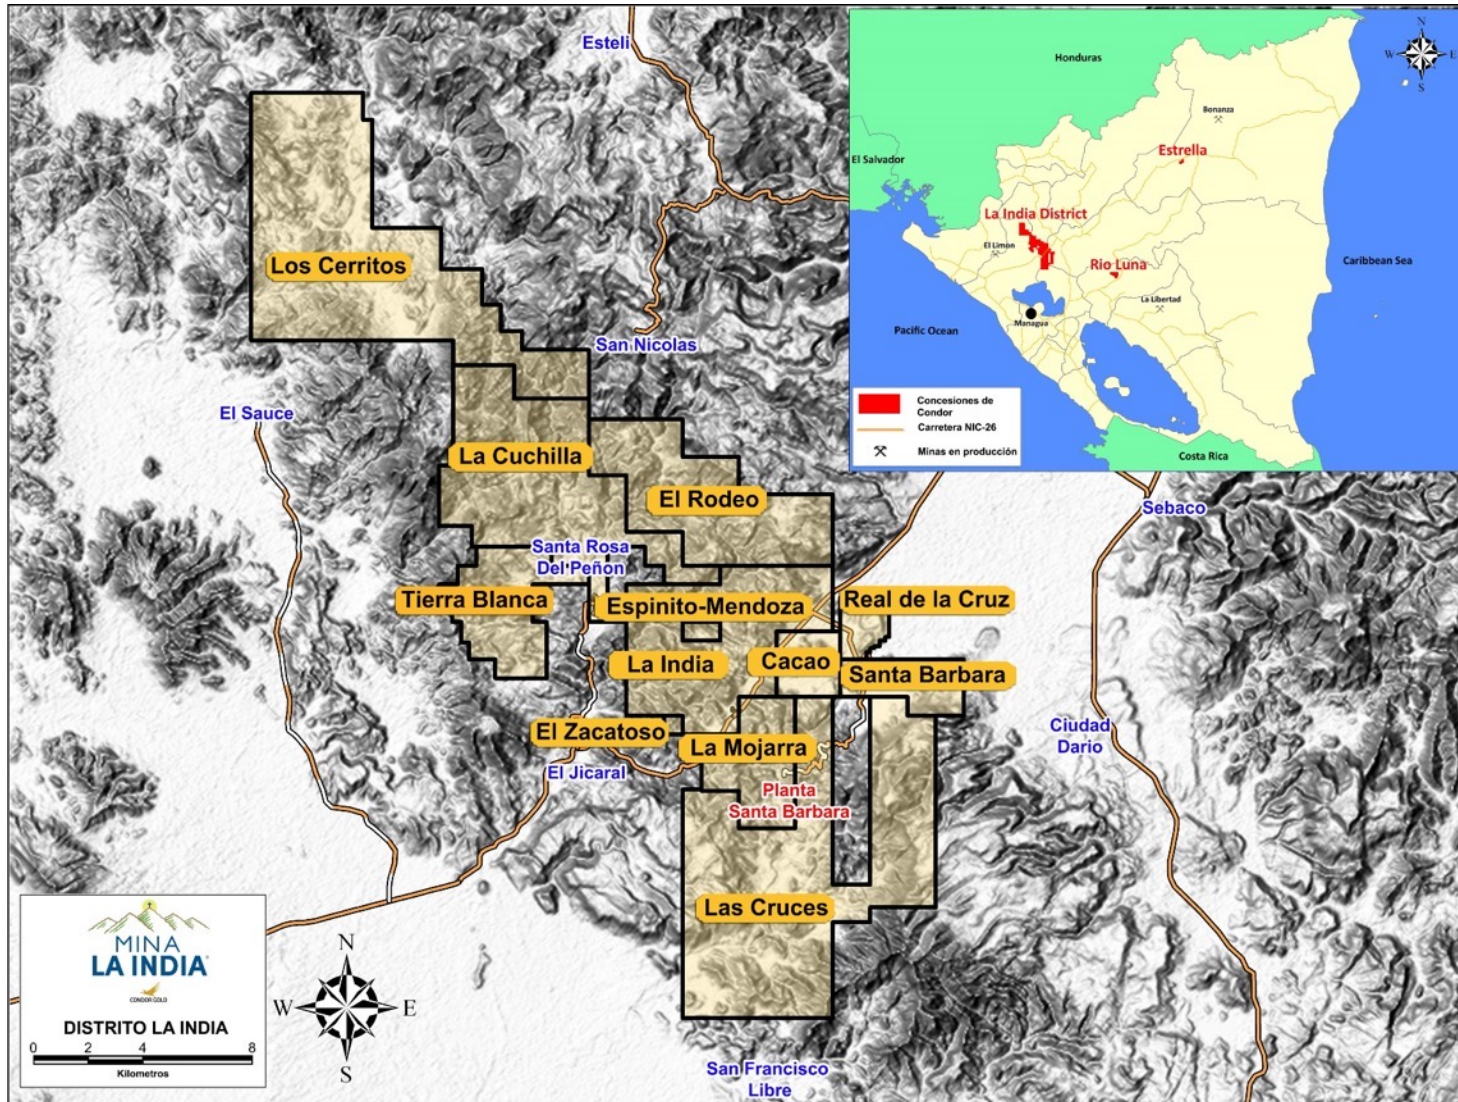 Esteli
Los Cerritos
San Nicolas
El Sauce
La Cuchilla
El Rodeo
Sebaco
Santa Rosa
Del Peñon
Tierra Blanca
Espinito-Mendoza
Real de la Cruz
La India
Cacao
Santa Barbara
El Zacatoso
La Mojarra
Ciudad
Dario
El Jicaral
Planta
Santa Barbara
Las Cruces
San Francisco
Libre
N
W
E
S
MINA
LA INDIA
CONDOR GOLD
DISTRITO LA INDIA
0 2 4 8
Kilometros
Honduras
N
W
E
S
Bonanza
El Salvador
Estrella
La India District
El Limon
Rio Luna
Caribbean Sea
La Libertad
Managua
Pacific Ocean
Costa Rica
Concesiones de
Condor
Carretera NIC-26
Minas en producción